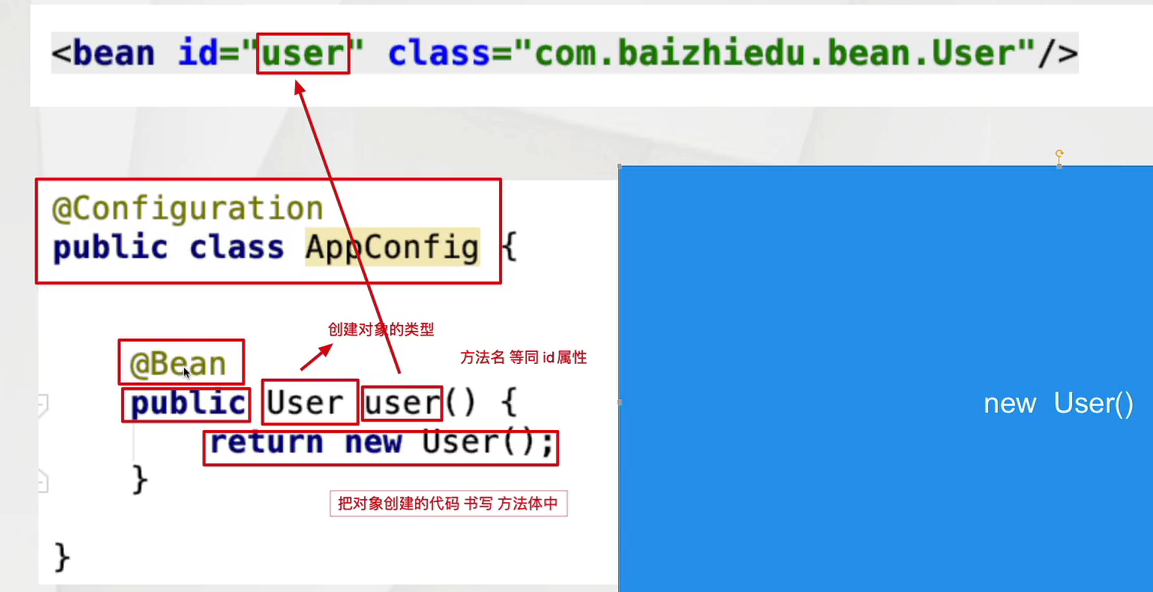 <bean id="user" class="com.baizhiedu.bean.User"/>
@Configuration
public class AppConfig {
创建对象的类型
@Bean
方法名 等同 id 属性
public User user() {
new User()
return new User();
}
把对象创建的代码 书写 方法体中
}